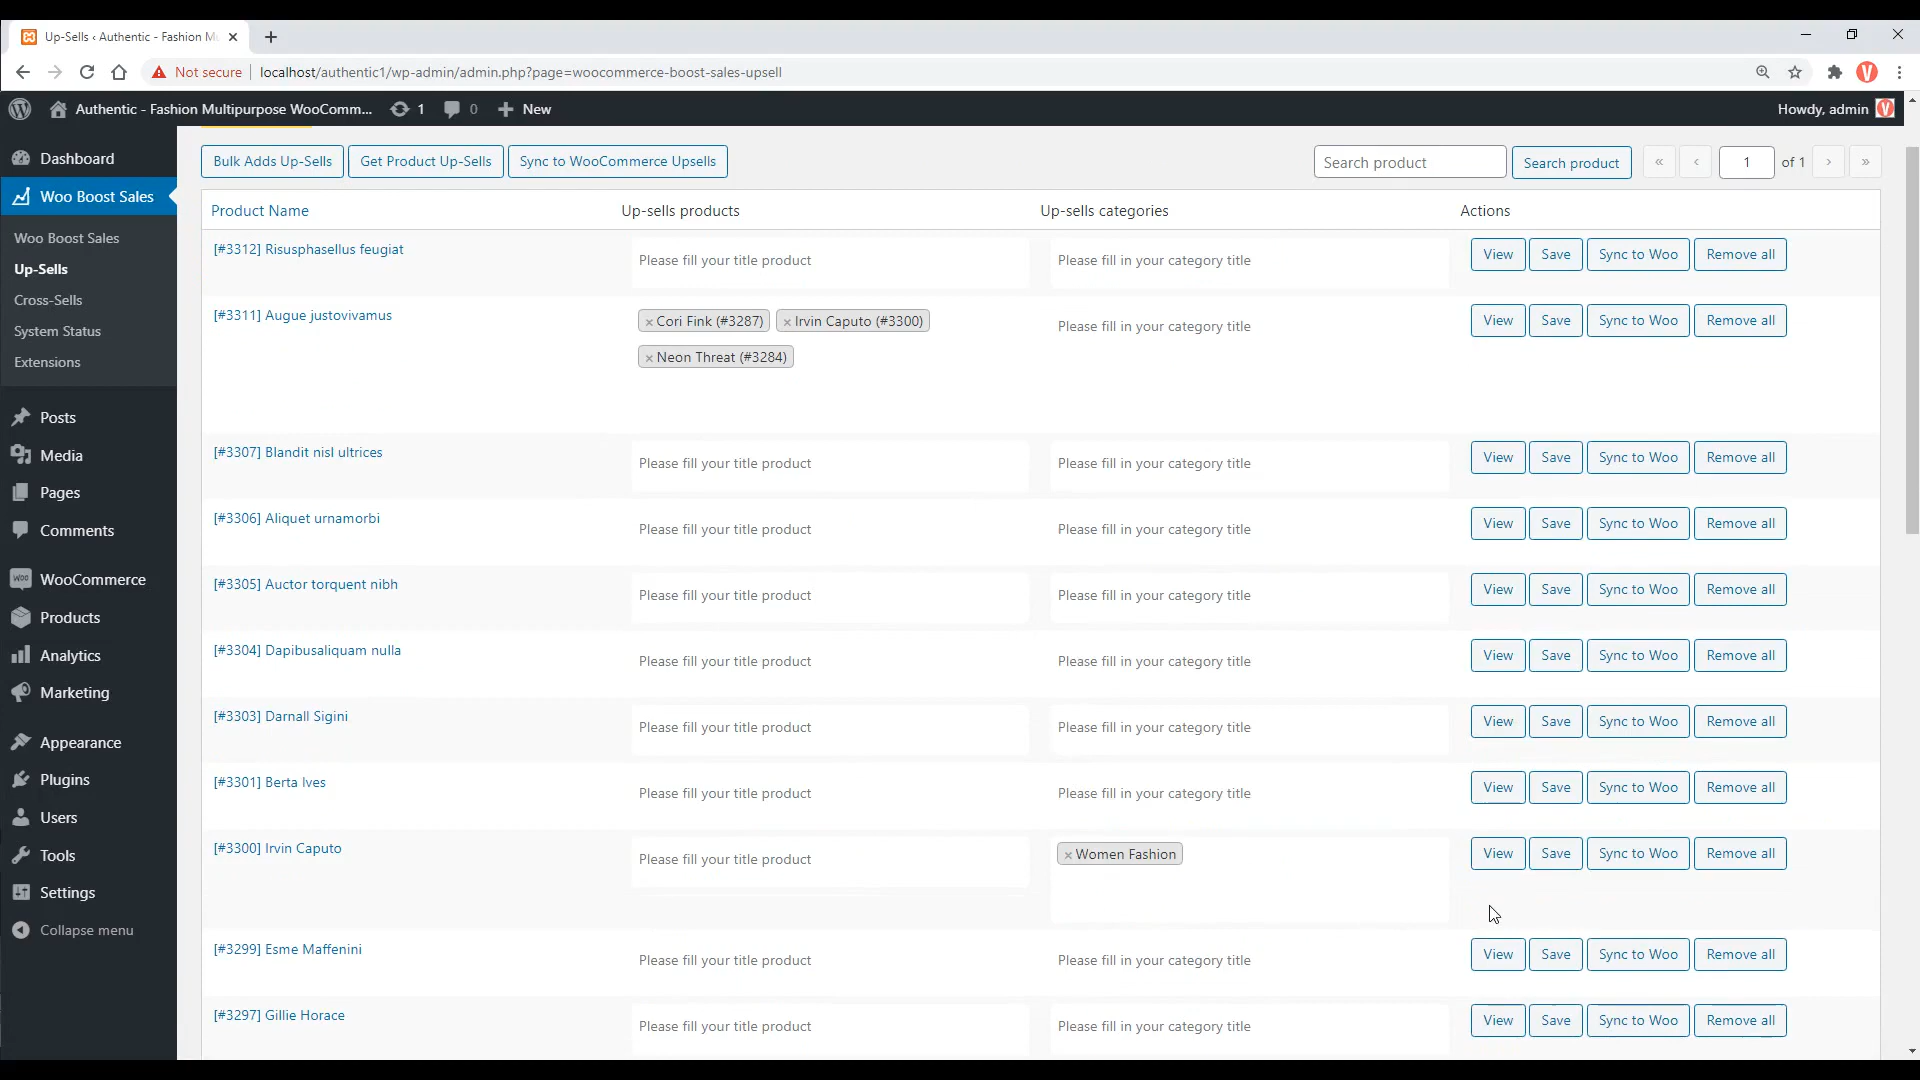 Up-Sells ‹ Authentic - Fashion Mu
Not secure localhost/authentic1/wp-admin/admin.php?page=woocommerce-boost-sales-upsell
Authentic - Fashion Multipurpose WooComm... 1 0 New Howdy, admin
Dashboard
Woo Boost Sales
Woo Boost Sales
Up-Sells
Cross-Sells
System Status
Extensions
Posts
Media
Pages
Comments
WooCommerce
Products
Analytics
Marketing
Appearance
Plugins
Users
Tools
Settings
Collapse menu
Bulk Adds Up-Sells Get Product Up-Sells Sync to WooCommerce Upsells Search product Search product « ‹ 1 of 1 › »
Product Name Up-sells products Up-sells categories Actions
[#3312] Risusphasellus feugiat Please fill your title product Please fill in your category title View Save Sync to Woo Remove all
[#3311] Augue justovivamus × Cori Fink (#3287) × Irvin Caputo (#3300) Please fill in your category title View Save Sync to Woo Remove all
× Neon Threat (#3284)
[#3307] Blandit nisl ultrices Please fill your title product Please fill in your category title View Save Sync to Woo Remove all
[#3306] Aliquet urnamorbi Please fill your title product Please fill in your category title View Save Sync to Woo Remove all
[#3305] Auctor torquent nibh Please fill your title product Please fill in your category title View Save Sync to Woo Remove all
[#3304] Dapibusaliquam nulla Please fill your title product Please fill in your category title View Save Sync to Woo Remove all
[#3303] Darnall Sigini Please fill your title product Please fill in your category title View Save Sync to Woo Remove all
[#3301] Berta Ives Please fill your title product Please fill in your category title View Save Sync to Woo Remove all
[#3300] Irvin Caputo Please fill your title product × Women Fashion View Save Sync to Woo Remove all
[#3299] Esme Maffenini Please fill your title product Please fill in your category title View Save Sync to Woo Remove all
[#3297] Gillie Horace Please fill your title product Please fill in your category title View Save Sync to Woo Remove all